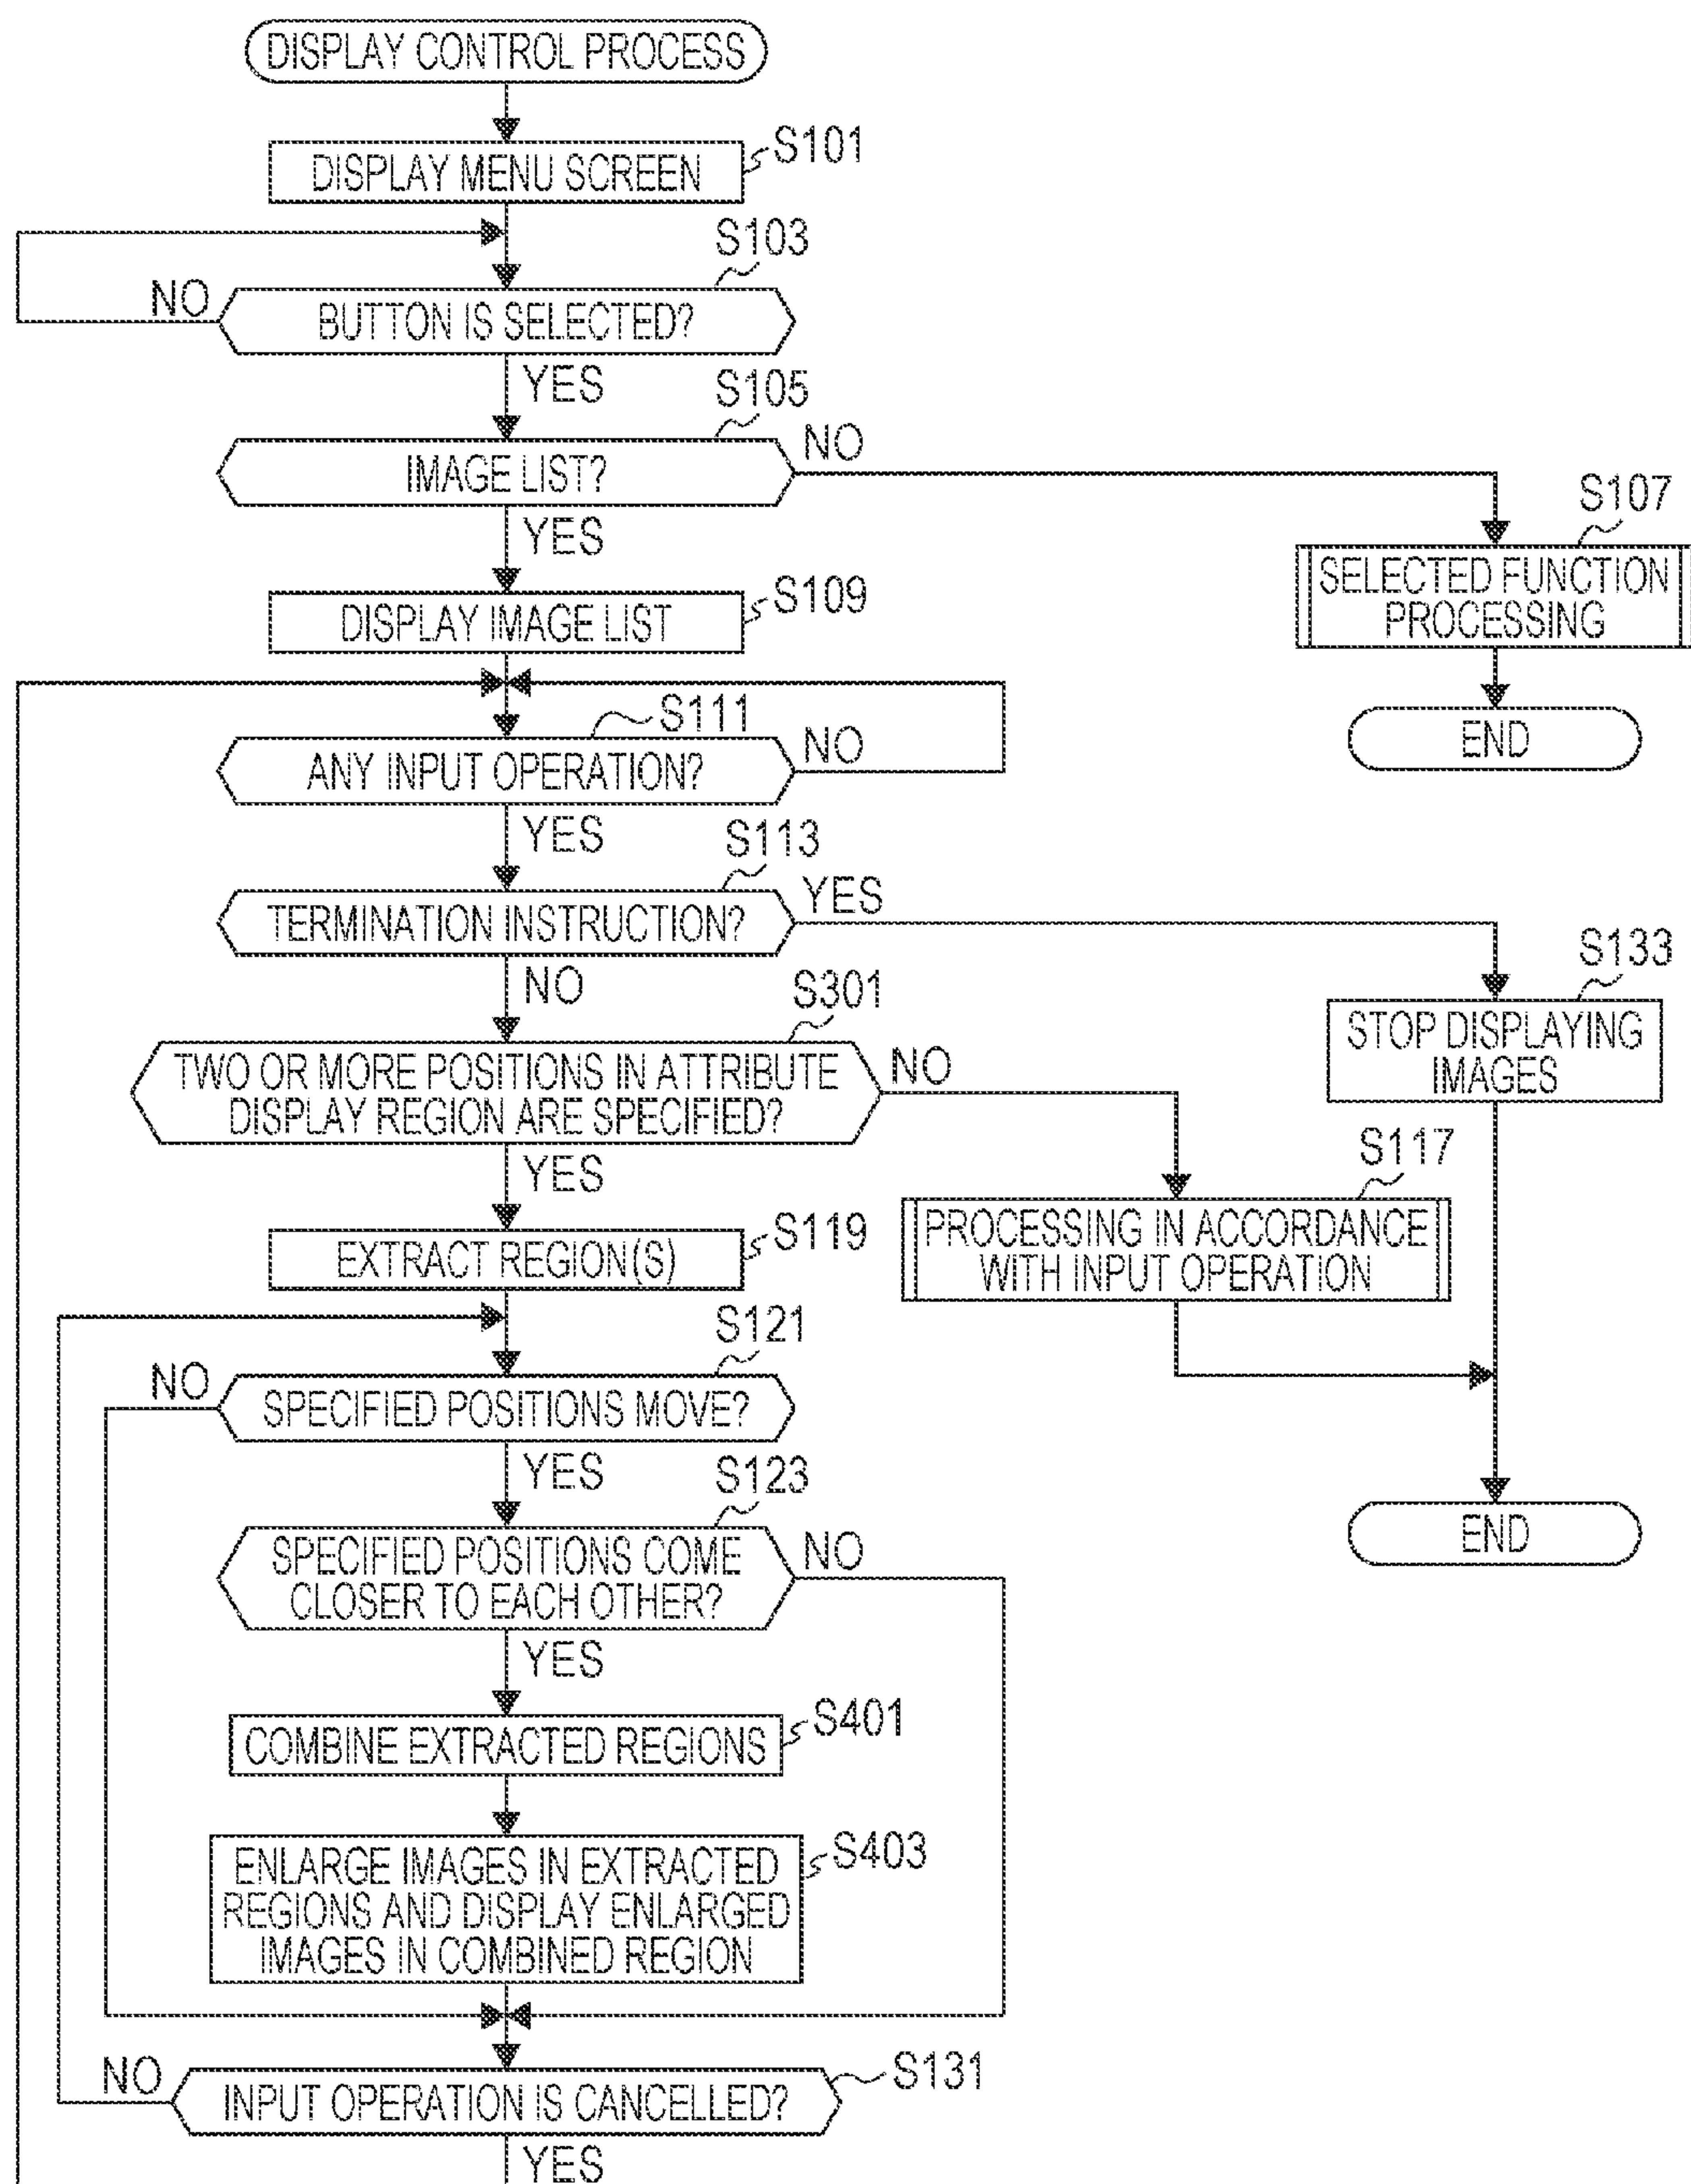 DISPLAY CONTROL PROCESS
DISPLAY MENU SCREEN
S101
S103
NO
BUTTON IS SELECTED?
YES
S105
IMAGE LIST?
NO
YES
S107
SELECTED FUNCTION
PROCESSING
END
DISPLAY IMAGE LIST
S109
S111
ANY INPUT OPERATION?
NO
YES
S113
TERMINATION INSTRUCTION?
YES
NO
S133
STOP DISPLAYING
IMAGES
S301
TWO OR MORE POSITIONS IN ATTRIBUTE
DISPLAY REGION ARE SPECIFIED?
NO
YES
S117
PROCESSING IN ACCORDANCE
WITH INPUT OPERATION
EXTRACT REGION(S)
S119
S121
NO
SPECIFIED POSITIONS MOVE?
YES
S123
SPECIFIED POSITIONS COME
CLOSER TO EACH OTHER?
NO
END
YES
COMBINE EXTRACTED REGIONS
S401
ENLARGE IMAGES IN EXTRACTED
REGIONS AND DISPLAY ENLARGED
IMAGES IN COMBINED REGION
S403
NO
INPUT OPERATION IS CANCELLED?
S131
YES